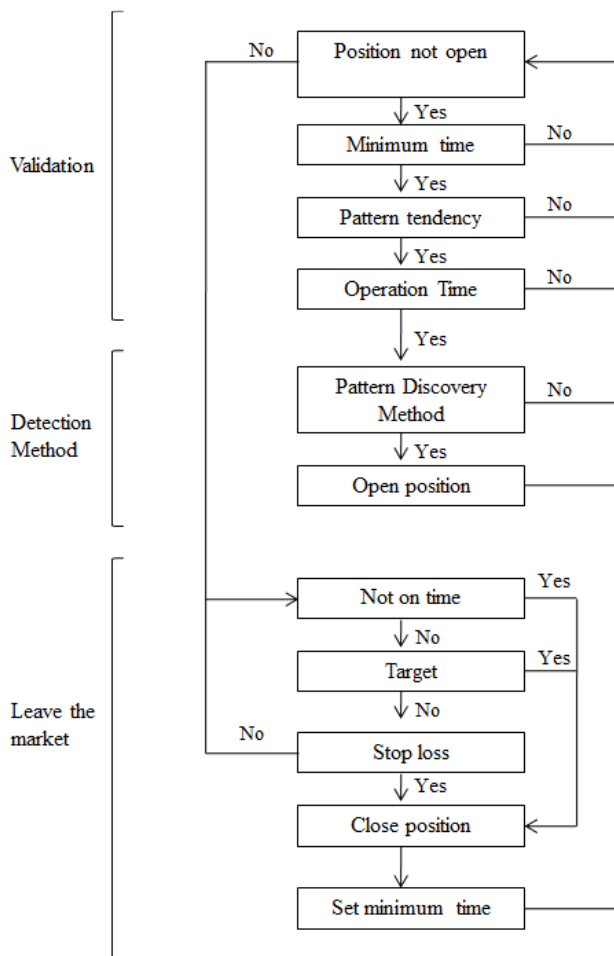 No
Position not open
Yes
Minimum time
No
Validation
Yes
Pattern tendency
No
Yes
Operation Time
No
Yes
Pattern Discovery
Method
No
Detection
Method
Yes
Open position
Not on time
Yes
No
Target
Yes
Leave the
market
No
No
Stop loss
Yes
Close position
Set minimum time